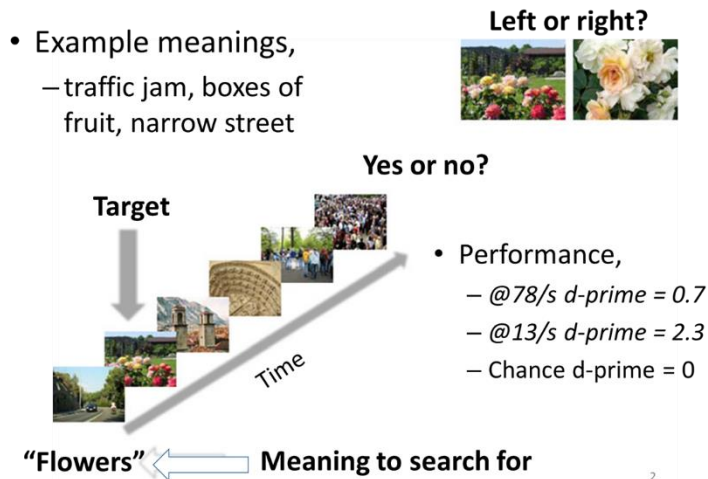 Left or right?
• Example meanings,
– traffic jam, boxes of
fruit, narrow street
Yes or no?
Target
• Performance,
– @78/s d-prime = 0.7
– @13/s d-prime = 2.3
– Chance d-prime = 0
Time
“Flowers”
Meaning to search for
2